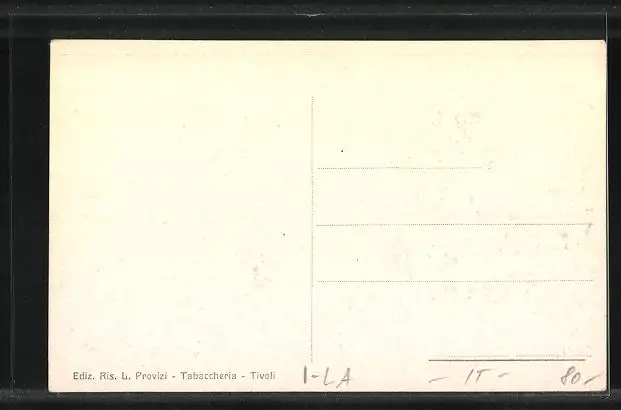 Ediz. Ris. L. Provizi - Tabaccheria - Tivoli I-LA - IT - 80.-